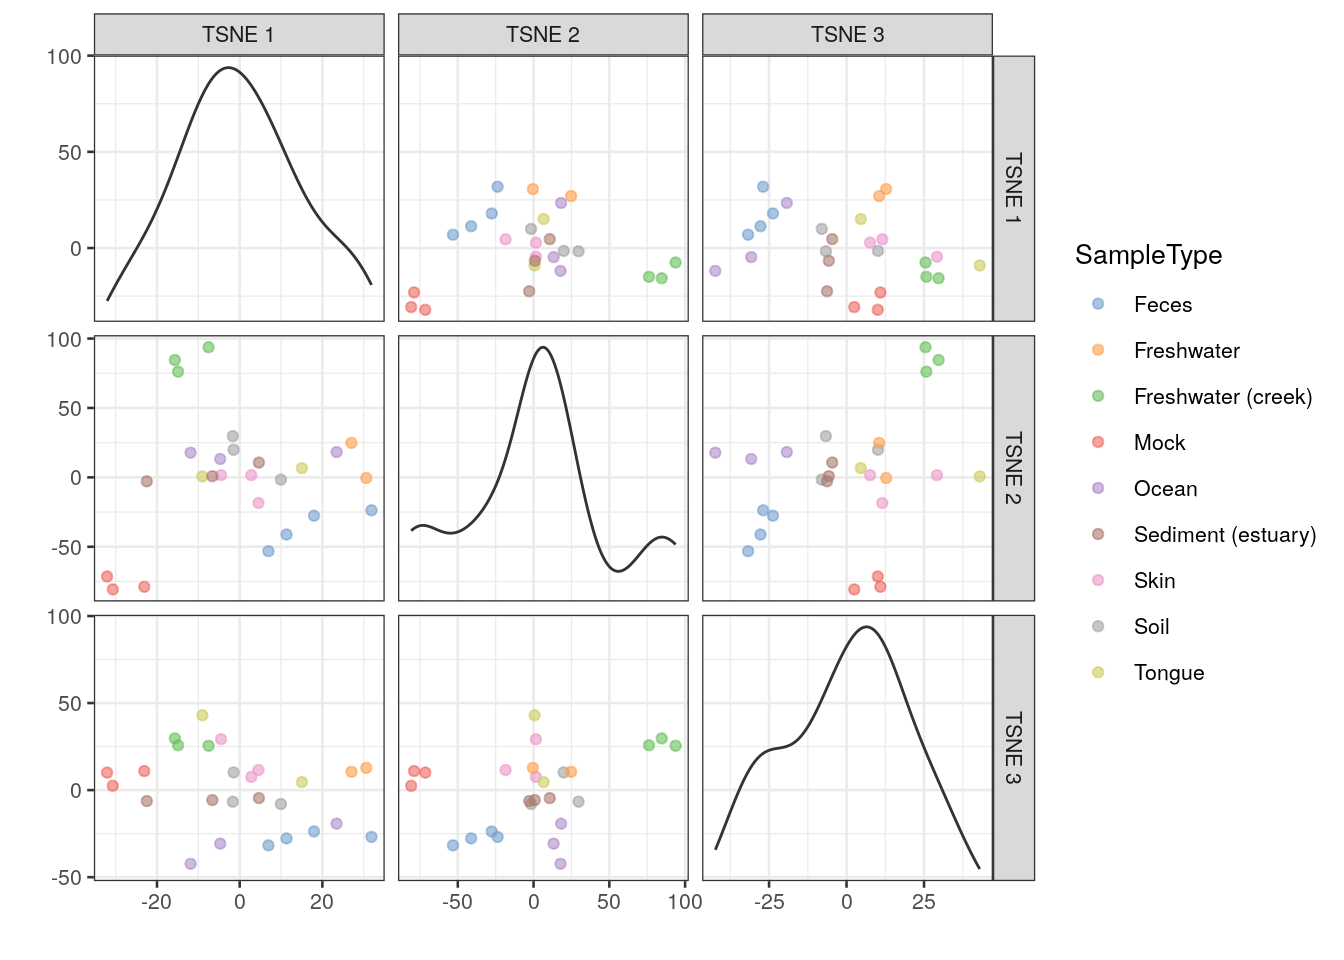 TSNE 1 TSNE 2 TSNE 3
100
50
0
TSNE 1
100
50
0
-50
TSNE 2
100
50
0
-50
TSNE 3
-20 0 20 -50 0 50 100 -25 0 25
SampleType
Feces
Freshwater
Freshwater (creek)
Mock
Ocean
Sediment (estuary)
Skin
Soil
Tongue